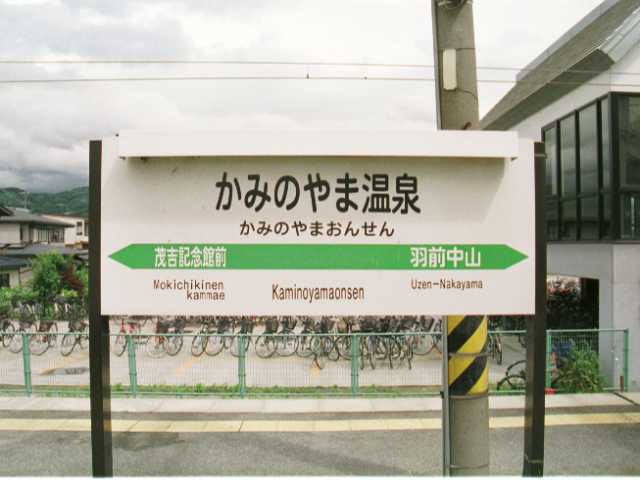 かみのやま温泉
かみのやまおんせん
茂吉記念館前 羽前中山
Mokichikinen
kammae
Kaminoyamaonsen
Uzen-Nakayama